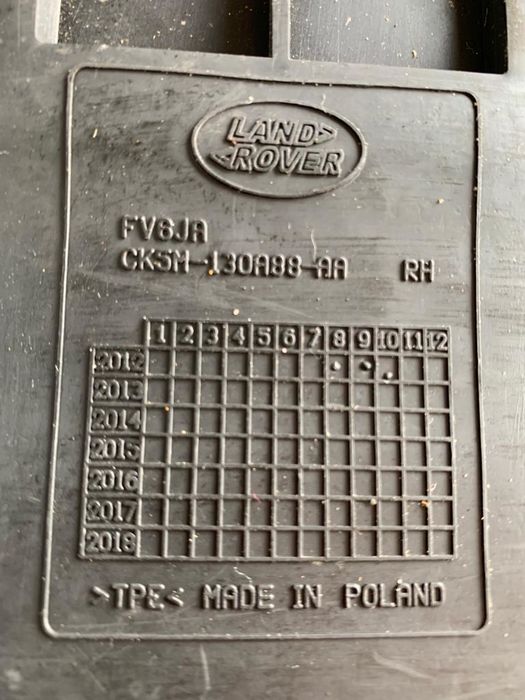 LAND
ROVER
FV6JA
CK5M-130A88-AA RH
1 2 3 4 5 6 7 8 9 10 11 12
2012
2013
2014
2015
2016
2017
2018
>TPE< MADE IN POLAND